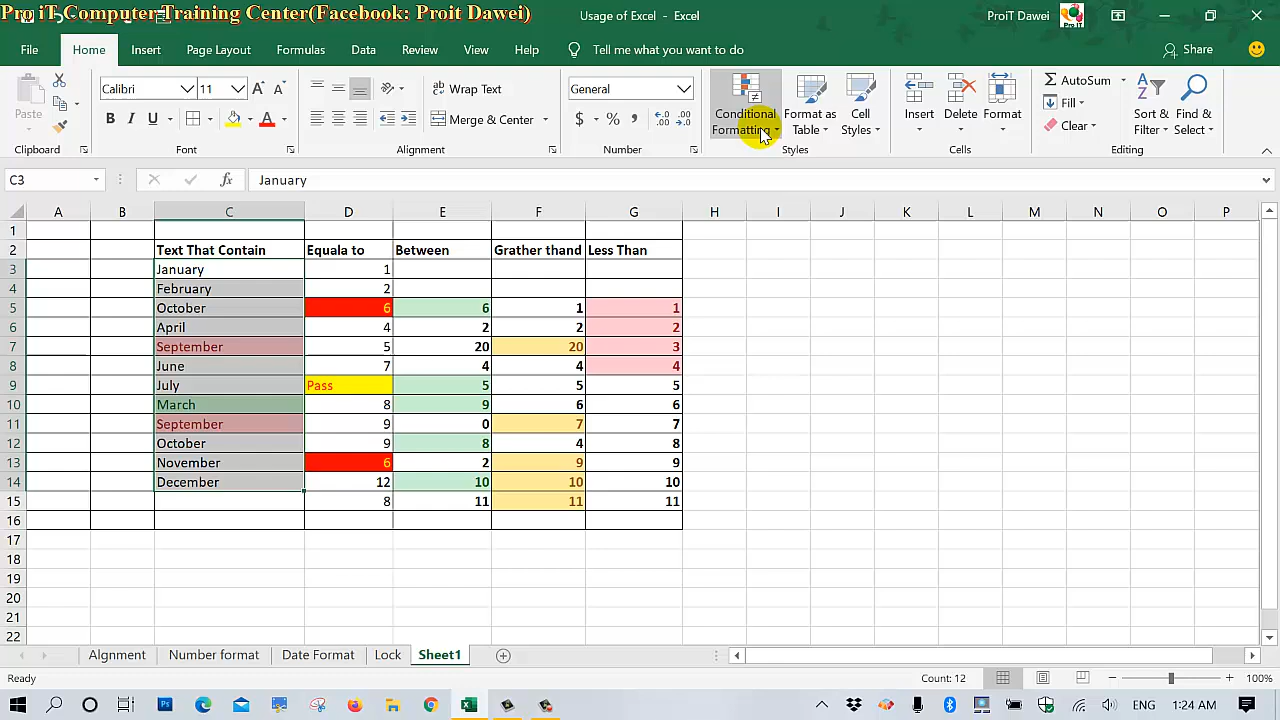 Pro iT Computer Training Center(Facebook: Proit Dawei)
Usage of Excel - Excel
ProiT Dawei
File Home Insert Page Layout Formulas Data Review View Help Tell me what you want to do Share
Calibri 11 Wrap Text General AutoSum
Paste Conditional Format as Cell Insert Delete Format Fill Sort & Find &
B I U A Merge & Center $ % Formatting Table Styles Clear Filter Select
Clipboard Font Alignment Number Styles Cells Editing
C3 fx January
A B C D E F G H I J K L M N O P
1
2 Text That Contain Equala to Between Grather thand Less Than
3 January 1
4 February 2
5 October 6 6 1 1
6 April 4 2 2 2
7 September 5 20 20 3
8 June 7 4 4 4
9 July Pass 5 5 5
10 March 8 9 6 6
11 September 9 0 7 7
12 October 9 8 4 8
13 November 6 2 9 9
14 December 12 10 10 10
15 8 11 11 11
16
17
18
19
20
21
22
Alignment Number format Date Format Lock Sheet1
Ready Count: 12 100%
ENG 1:24 AM